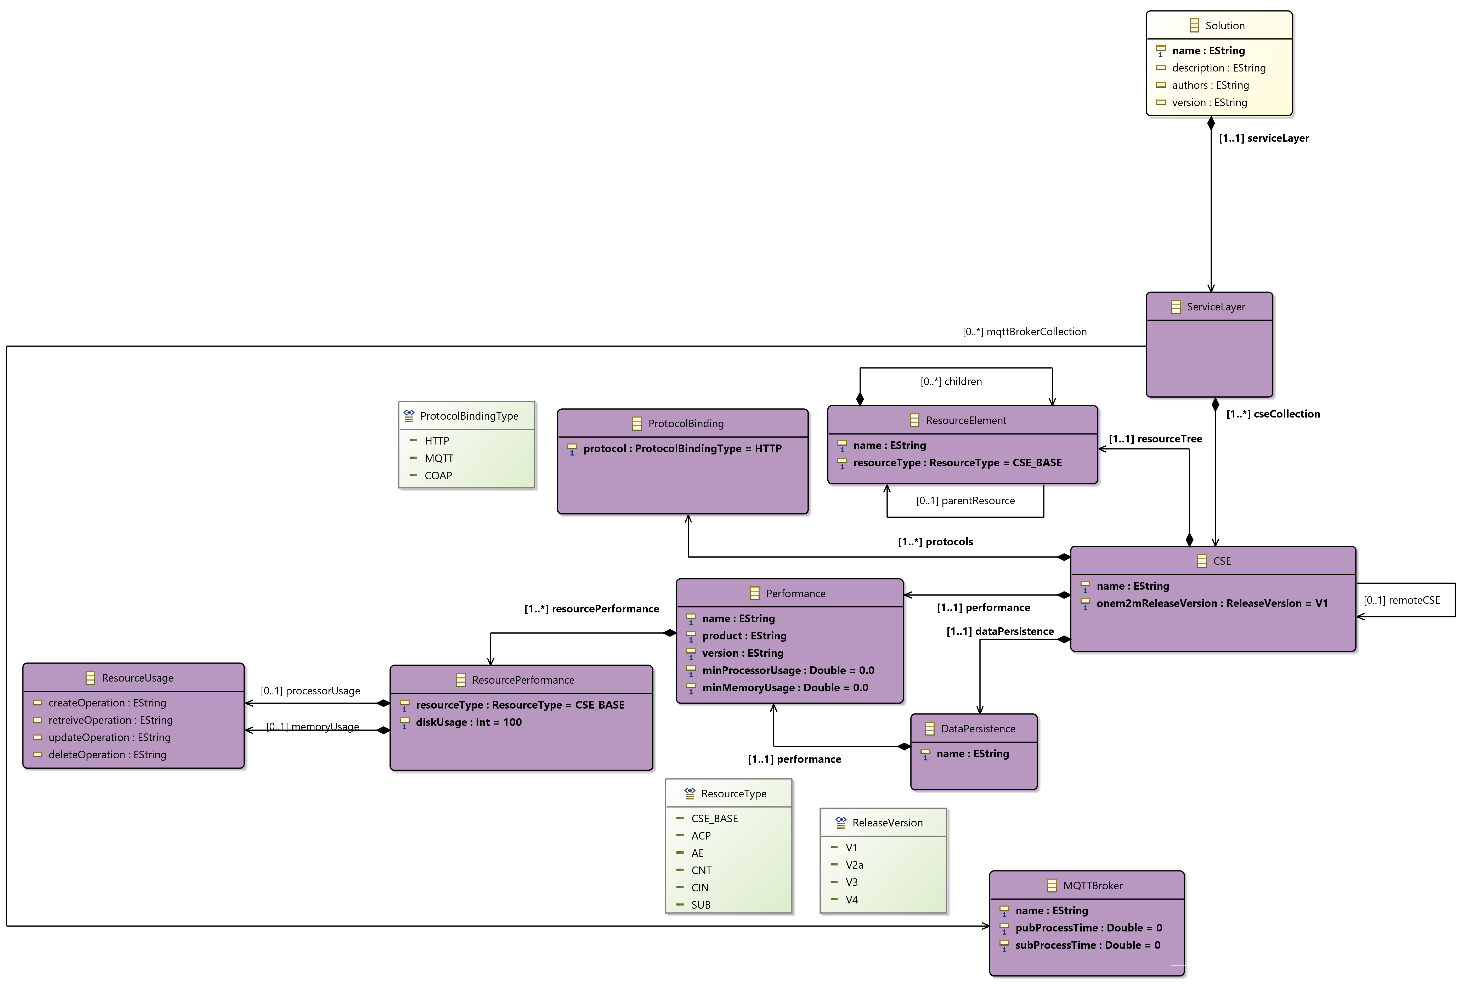 Solution
name : EString
description : EString
authors : EString
version : EString
[1..1] serviceLayer
ServiceLayer
[0..*] mqttBrokerCollection
[1..*] cseCollection
[0..*] children
ResourceElement
name : EString
resourceType : ResourceType = CSE_BASE
[0..1] parentResource
[1..1] resourceTree
ProtocolBindingType
HTTP
MQTT
COAP
ProtocolBinding
protocol : ProtocolBindingType = HTTP
[1..*] protocols
CSE
name : EString
onem2mReleaseVersion : ReleaseVersion = V1
[0..1] remoteCSE
[1..1] performance
[1..1] dataPersistence
Performance
name : EString
product : EString
version : EString
minProcessorUsage : Double = 0.0
minMemoryUsage : Double = 0.0
[1..*] resourcePerformance
ResourceUsage
createOperation : EString
retreiveOperation : EString
updateOperation : EString
deleteOperation : EString
[0..1] processorUsage
[0..1] memoryUsage
ResourcePerformance
resourceType : ResourceType = CSE_BASE
diskUsage : Int = 100
DataPersistence
name : EString
[1..1] performance
ResourceType
CSE_BASE
ACP
AE
CNT
CIN
SUB
ReleaseVersion
V1
V2a
V3
V4
MQTTBroker
name : EString
pubProcessTime : Double = 0
subProcessTime : Double = 0